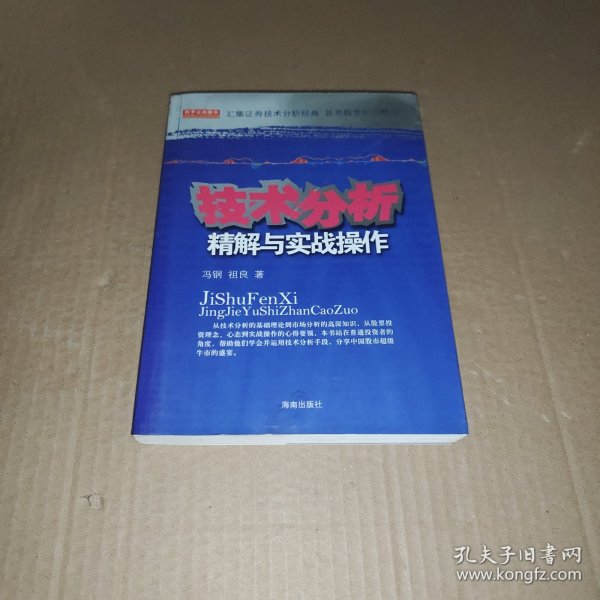 汇集证券技术分析经典
技术分析
精解与实战操作
冯钢 祖良 著
JiShuFenXi
JingJieYuShiZhanCaoZuo
从技术分析的基础理论到市场分析的高深知识，从股票投
资理念、心态到实战操作的心得要领，本书站在普通投资者的
角度，帮助他们学会并运用技术分析手段，分享中国股市超级
牛市的盛宴。
海南出版社
孔夫子旧书网
www.kongfz.com